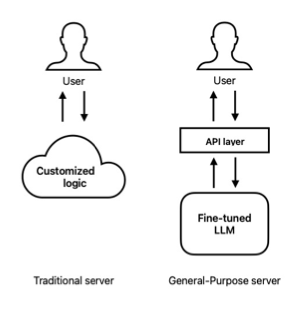 User
Customized
logic
Traditional server
User
API layer
Fine-tuned
LLM
General-Purpose server